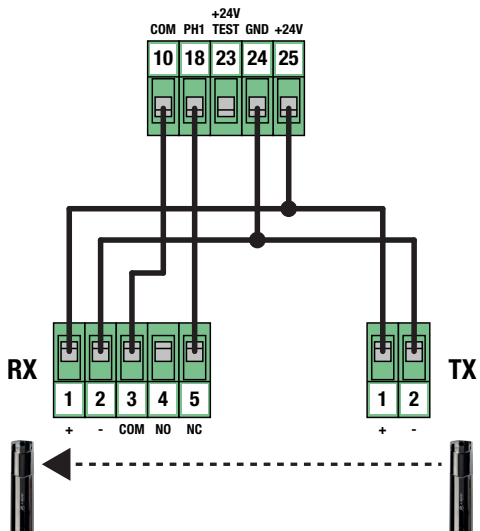 +24V
COM PH1 TEST GND +24V
10 18 23 24 25
RX
TX
1 2 3 4 5
1 2
+ - COM NO NC
+ -